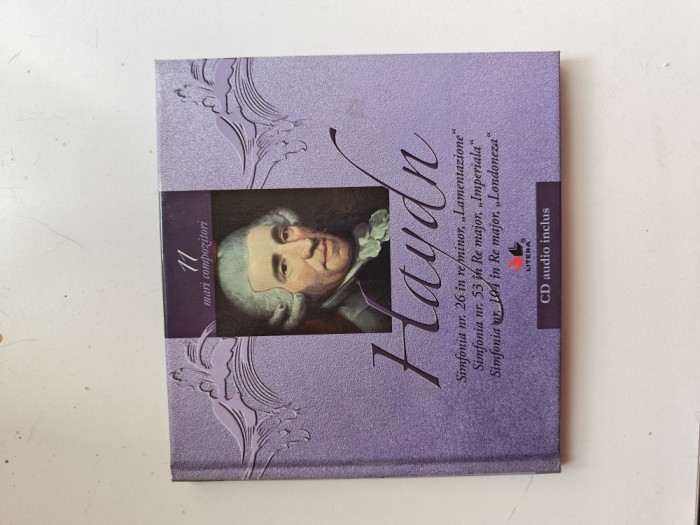 11
mari compozitori
Haydn
Simfonia nr. 26 în re minor, „Lamentazione“
Simfonia nr. 53 în Re major, „Imperiala“
Simfonia nr. 104 în Re major, „Londoneza“
LITERA®
CD audio inclus